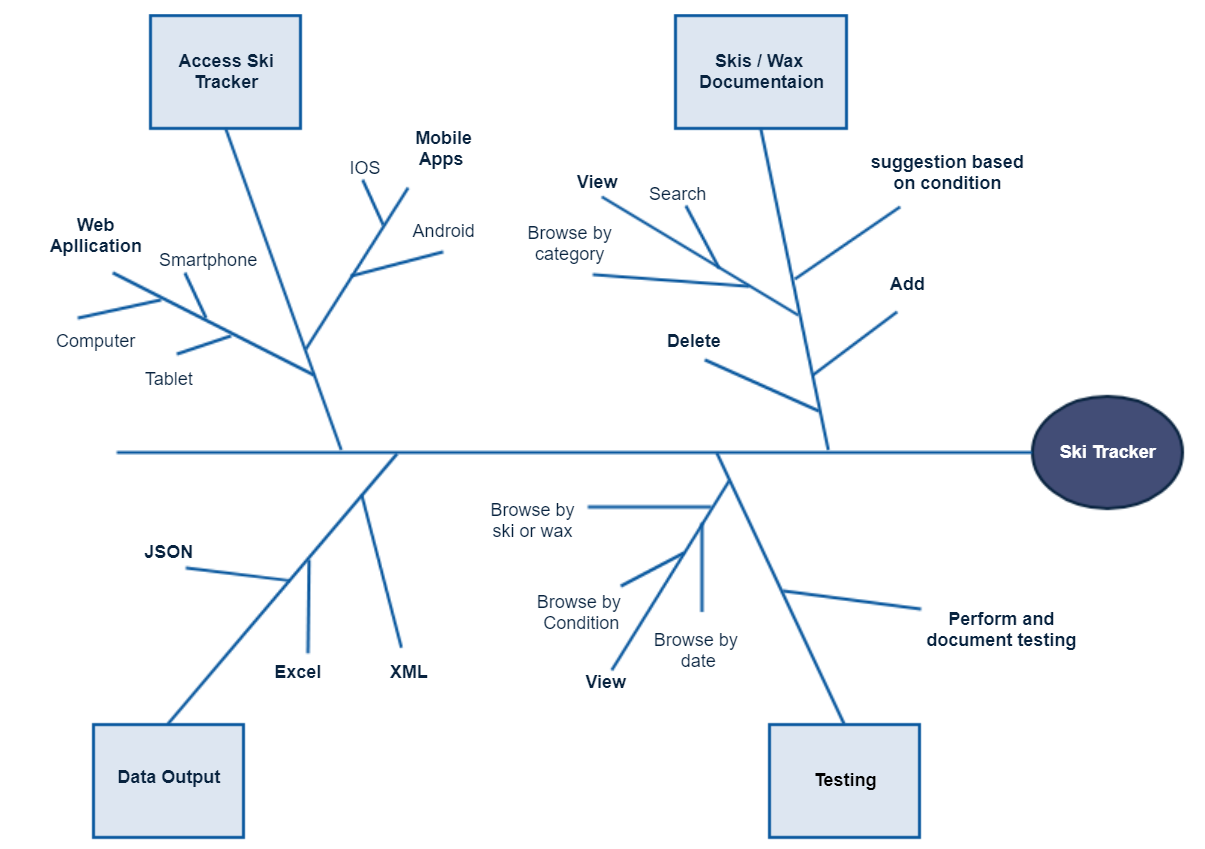 Access Ski
Tracker
Skis / Wax
Documentaion
Mobile
Apps
IOS
Android
Web
Apllication
Smartphone
Computer
Tablet
suggestion based
on condition
View
Search
Browse by
category
Add
Delete
Ski Tracker
Browse by
ski or wax
JSON
Browse by
Condition
Browse by
date
View
Perform and
document testing
Excel
XML
Data Output
Testing